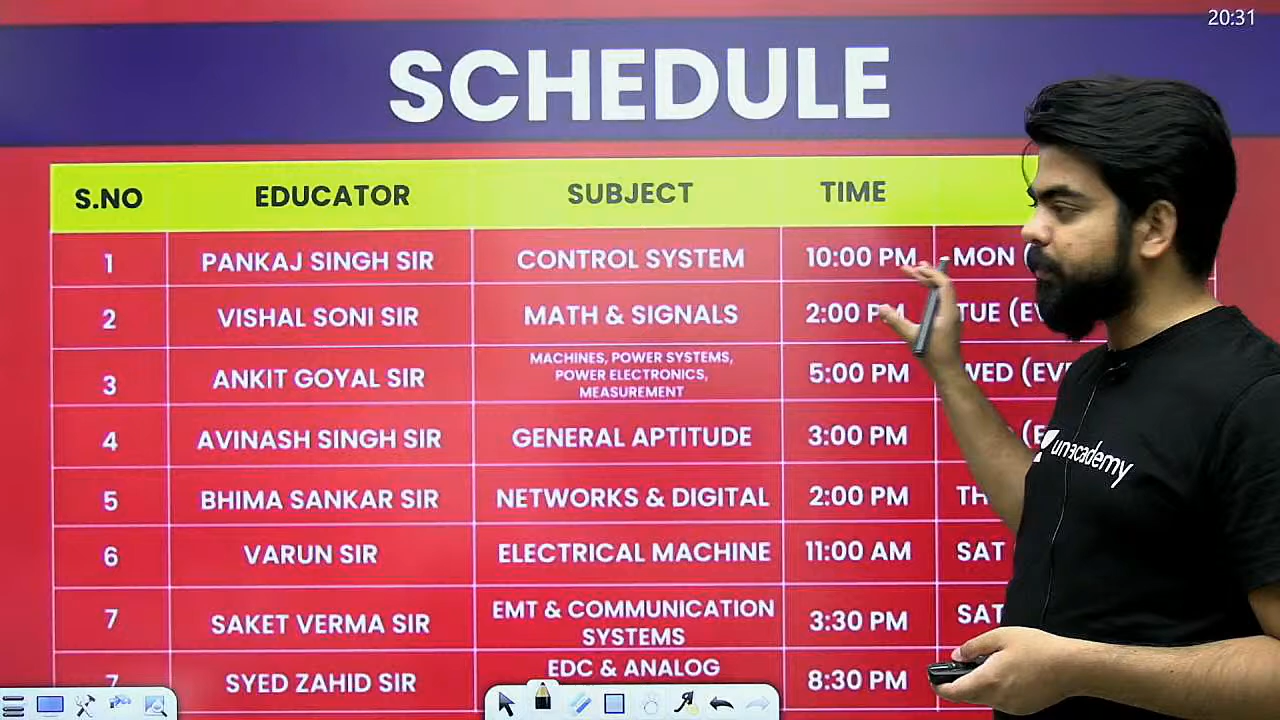 20:31
SCHEDULE
S.NO EDUCATOR SUBJECT TIME
1 PANKAJ SINGH SIR CONTROL SYSTEM 10:00 PM MON
2 VISHAL SONI SIR MATH & SIGNALS 2:00 PM TUE
3 ANKIT GOYAL SIR MACHINES, POWER SYSTEMS,
POWER ELECTRONICS,
MEASUREMENT 5:00 PM WED
4 AVINASH SINGH SIR GENERAL APTITUDE 3:00 PM
5 BHIMA SANKAR SIR NETWORKS & DIGITAL 2:00 PM
6 VARUN SIR ELECTRICAL MACHINE 11:00 AM SAT
7 SAKET VERMA SIR EMT & COMMUNICATION
SYSTEMS 3:30 PM SAT
7 SYED ZAHID SIR EDC & ANALOG 8:30 PM
unacademy